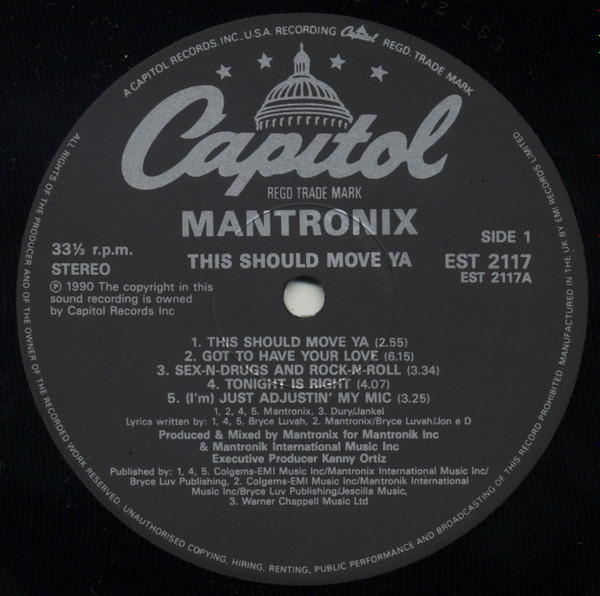 A CAPITOL RECORDS. INC., U.S.A. RECORDING Capitol REGD. TRADE MARK
Capitol
REGD TRADE MARK
MANTRONIX
33⅓ r.p.m.
STEREO
SIDE 1
THIS SHOULD MOVE YA
EST 2117
EST 2117A
℗ 1990 The copyright in this
sound recording is owned
by Capitol Records Inc
1. THIS SHOULD MOVE YA (2.55)
2. GOT TO HAVE YOUR LOVE (6.15)
3. SEX-N-DRUGS AND ROCK-N-ROLL (3.34)
4. TONIGHT IS RIGHT (4.07)
5. (I'm) JUST ADJUSTIN' MY MIC (3.25)
1, 2, 4, 5. Mantronix, 3. Dury/Jankel
Lyrics written by: 1, 4, 5. Bryce Luvah, 2. Mantronix/Bryce Luvah/Jon e D
Produced & Mixed by Mantronix for Mantronik Inc
& Mantronik International Music Inc
Executive Producer Kenny Ortiz
Published by: 1, 4, 5. Colgems-EMI Music Inc/Mantronix International Music Inc/
Bryce Luv Publishing, 2. Colgems-EMI Music Inc/Mantronik International
Music Inc/Bryce Luv Publishing/Jescilla Music,
3. Warner Chappell Music Ltd
ALL RIGHTS OF THE PRODUCER AND OF THE OWNER OF THE RECORDED WORK RESERVED. UNAUTHORISED COPYING, HIRING, RENTING, PUBLIC PERFORMANCE AND BROADCASTING OF THIS RECORD PROHIBITED. MANUFACTURED IN THE UK BY EMI RECORDS LIMITED